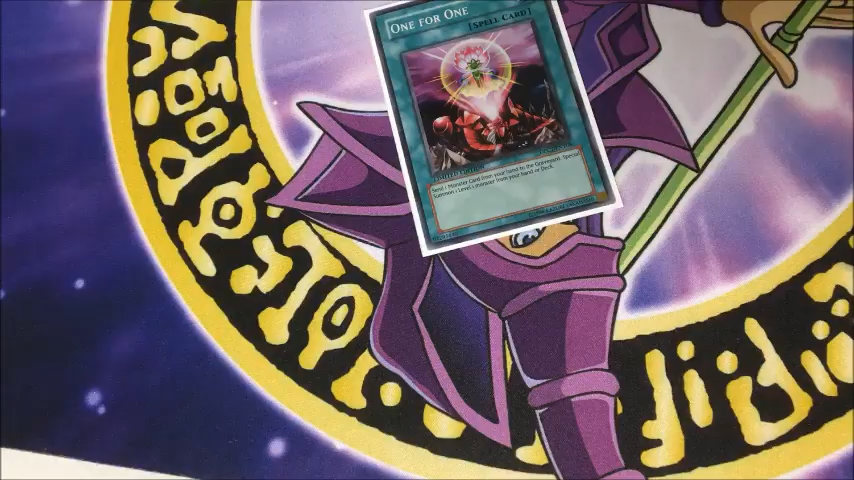 ONE FOR ONE
[SPELL CARD]
LIMITED EDITION
Send 1 Monster Card from your hand to the Graveyard. Special
Summon 1 Level 1 monster from your hand or Deck.